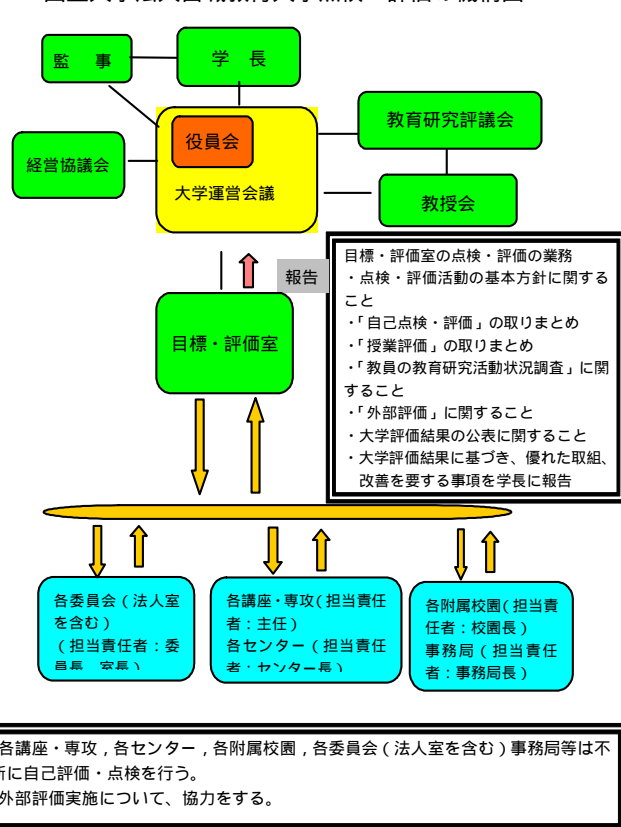 監 事
学 長
役員会
大学運営会議
経営協議会
教育研究評議会
教授会
報告
目標・評価室
目標・評価室の点検・評価の業務
・点検・評価活動の基本方針に関する
こと
・「自己点検・評価」の取りまとめ
・「授業評価」の取りまとめ
・「教員の教育研究活動状況調査」に関
すること
・「外部評価」に関すること
・大学評価結果の公表に関すること
・大学評価結果に基づき、優れた取組、
改善を要する事項を学長に報告
各委員会(法人室
を含む)
(担当責任者:委
員長、室長)
各講座・専攻(担当責任
者:主任)
各センター(担当責任
者:センター長)
各附属校園(担当責
任者:校園長)
事務局(担当責任
者:事務局長)
各講座・専攻,各センター,各附属校園,各委員会(法人室を含む)事務局等は不
断に自己評価・点検を行う。
外部評価実施について、協力をする。